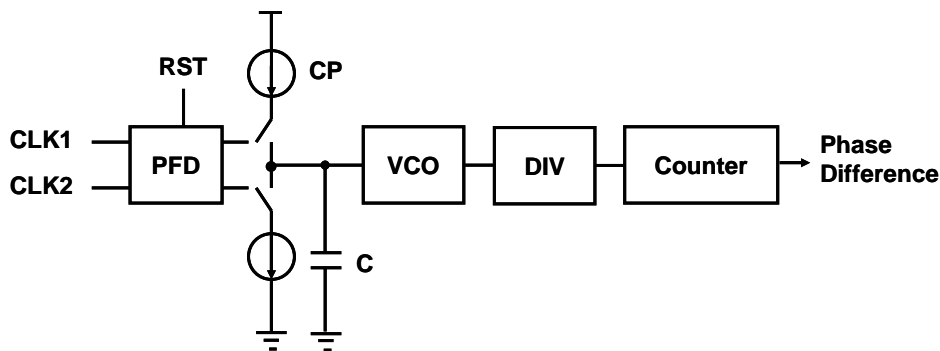 RST
CP
CLK1
CLK2
PFD
VCO
DIV
Counter
Phase
Difference
C